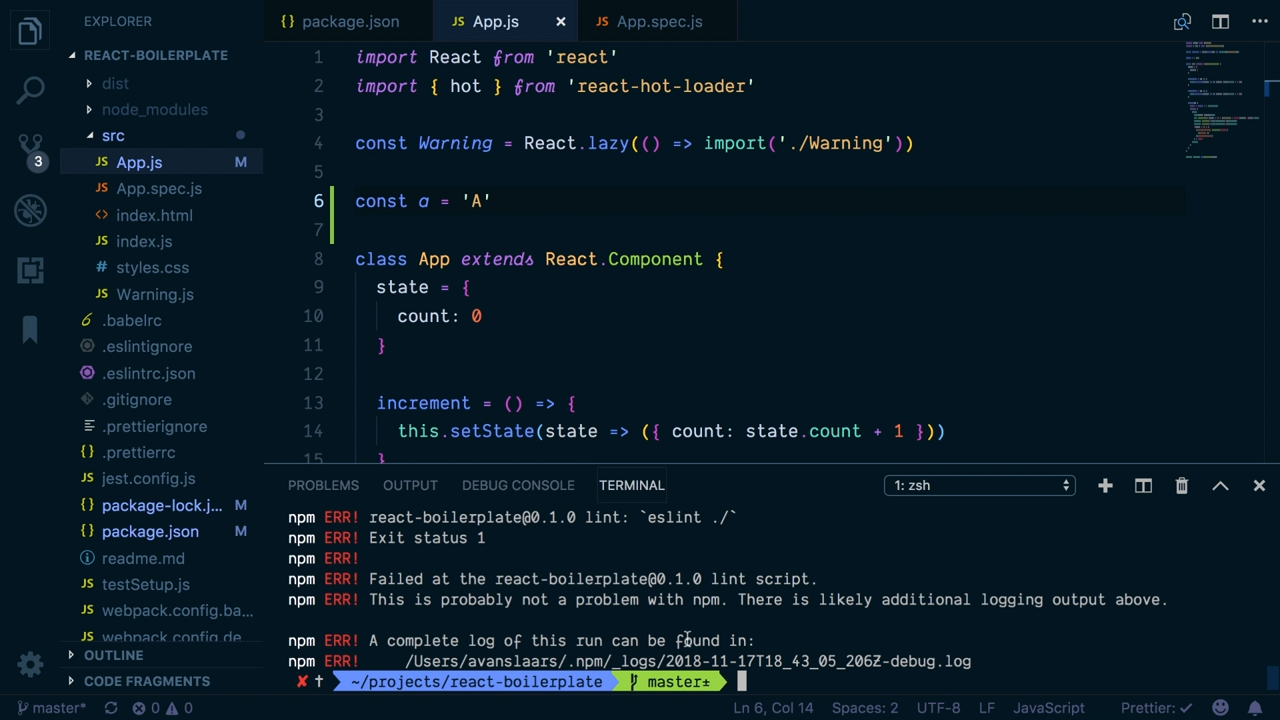 EXPLORER
REACT-BOILERPLATE
dist
node_modules
src
App.js M
App.spec.js
index.html
index.js
styles.css
Warning.js
.babelrc
.eslintignore
.eslintrc.json
.gitignore
.prettierignore
.prettierrc
jest.config.js
package-lock.j... M
package.json M
readme.md
testSetup.js
webpack.config.ba...
webpack.config.de
OUTLINE
CODE FRAGMENTS
3
package.json
App.js
App.spec.js
1 import React from 'react'
2 import { hot } from 'react-hot-loader'
3
4 const Warning = React.lazy(() => import('./Warning'))
5
6 const a = 'A'
7
8 class App extends React.Component {
9 state = {
10 count: 0
11 }
12
13 increment = () => {
14 this.setState(state => ({ count: state.count + 1 }))
15 }
PROBLEMS OUTPUT DEBUG CONSOLE TERMINAL 1: zsh
npm ERR! react-boilerplate@0.1.0 lint: `eslint ./`
npm ERR! Exit status 1
npm ERR!
npm ERR! Failed at the react-boilerplate@0.1.0 lint script.
npm ERR! This is probably not a problem with npm. There is likely additional logging output above.
npm ERR! A complete log of this run can be found in:
npm ERR! /Users/avanslaars/.npm/_logs/2018-11-17T18_43_05_206Z-debug.log
✘ † ~/projects/react-boilerplate master±
master* 0 0 Ln 6, Col 14 Spaces: 2 UTF-8 LF JavaScript Prettier: ✓